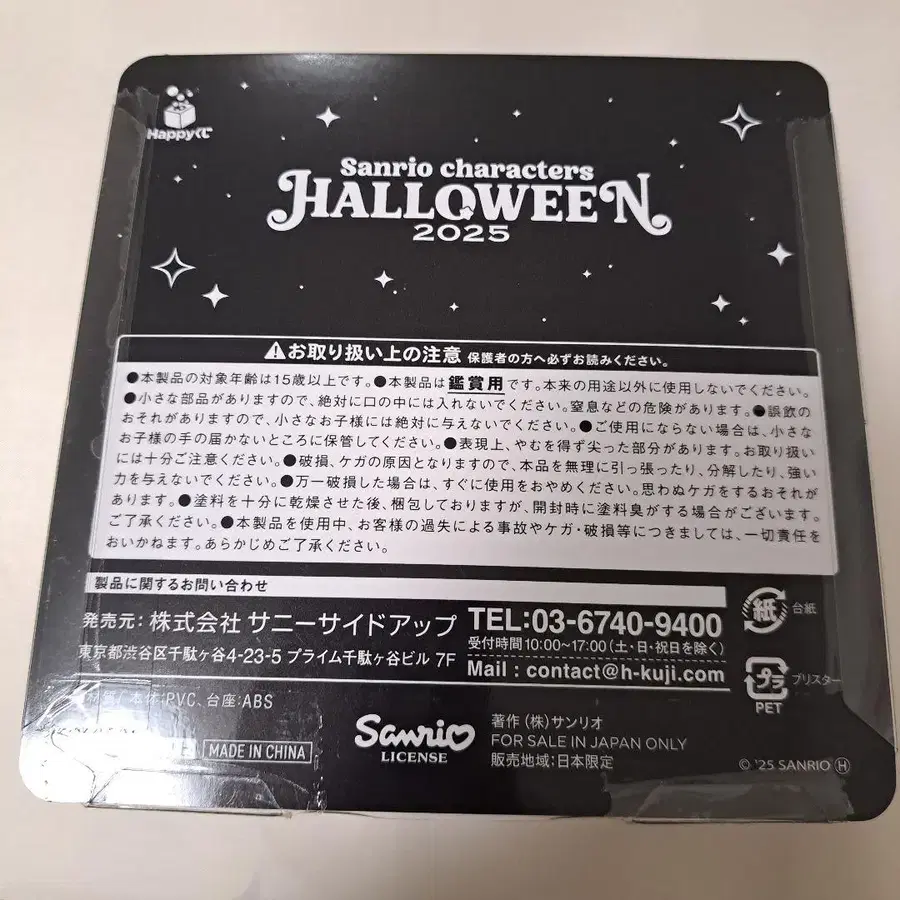 Happyくじ
Sanrio characters
HALLOWEEN
2025
⚠お取り扱い上の注意 保護者の方へ必ずお読みください。
●本製品の対象年齢は15歳以上です。●本製品は鑑賞用です。本来の用途以外に使用しないでください。
●小さな部品がありますので、絶対に口の中には入れないでください。窒息などの危険があります。●誤飲の
おそれがありますので、小さなお子様には絶対に与えないでください。●ご使用にならない場合は、小さな
お子様の手の届かないところに保管してください。●表現上、やむを得ず尖った部分があります。お取り扱い
には十分ご注意ください。●破損、ケガの原因となりますので、本品を無理に引っ張ったり、分解したり、強い
力を与えないでください。●万一破損した場合は、すぐに使用をおやめください。思わぬケガをするおそれが
あります。●塗料を十分に乾燥させた後、梱包しておりますが、開封時に塗料臭がする場合がございます。
ご了承ください。●本製品を使用中、お客様の過失による事故やケガ・破損等につきましては、一切責任を
おいかねます。あらかじめご了承ください。
製品に関するお問い合わせ
発売元：株式会社 サニーサイドアップ
東京都渋谷区千駄ヶ谷4-23-5 プライム千駄ヶ谷ビル 7F
TEL:03-6740-9400
受付時間10:00~17:00(土・日・祝日を除く)
Mail : contact@h-kuji.com
紙 台紙
プラ ブリスター
PET
材質/ 本体:PVC、台座:ABS
MADE IN CHINA
Sanrio
LICENSE
著作 (株)サンリオ
FOR SALE IN JAPAN ONLY
販売地域:日本限定
© '25 SANRIO Ⓗ